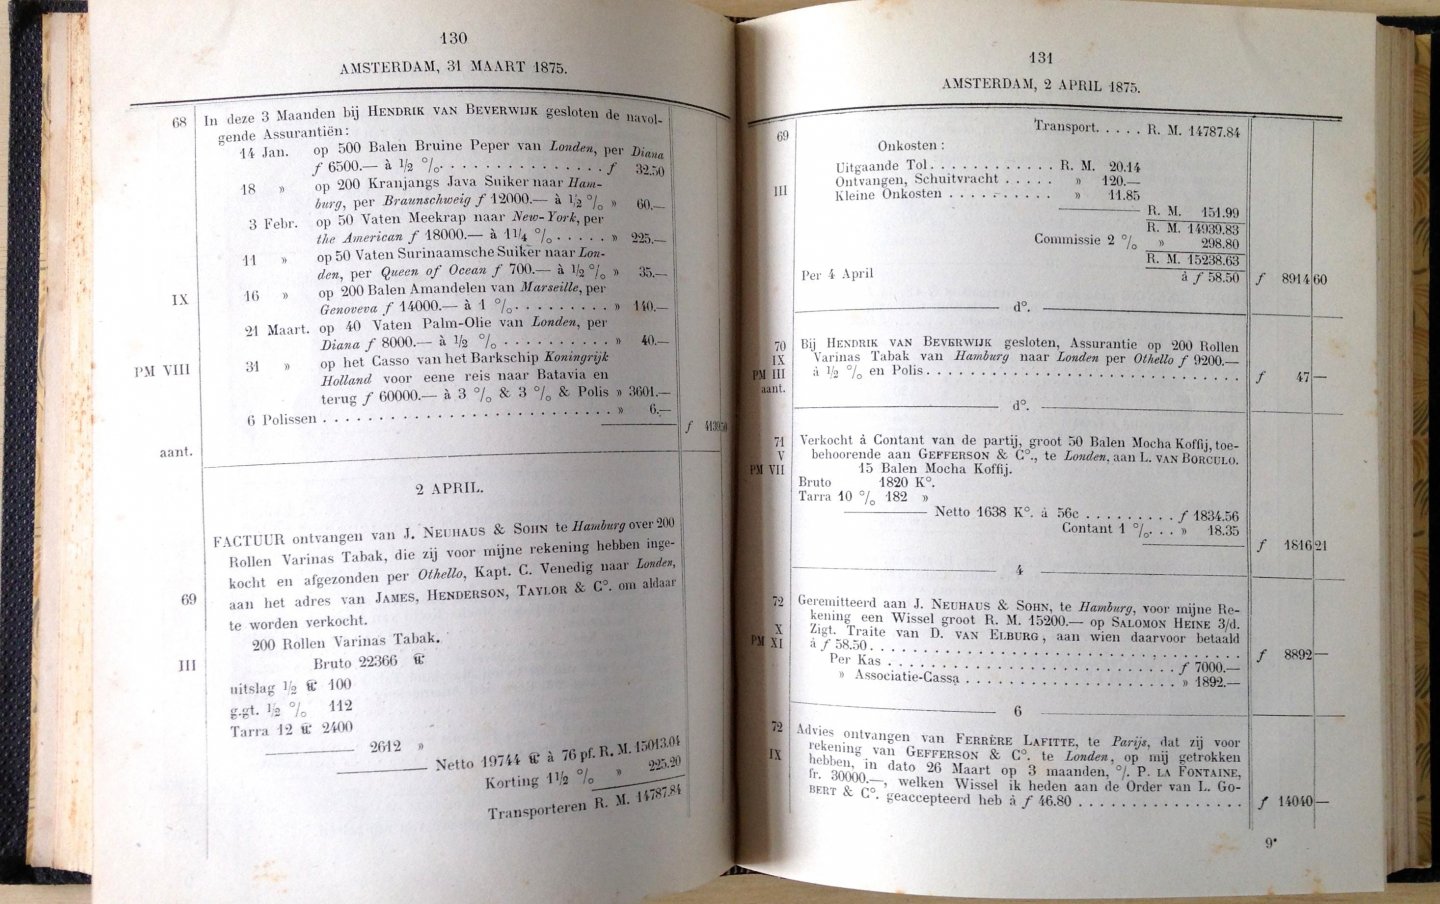 130
AMSTERDAM, 31 MAART 1875.
68 In deze 3 Maanden bij HENDRIK VAN BEVERWIJK gesloten de navol-
gende Assurantiën:
14 Jan. op 500 Balen Bruine Peper van Londen, per Diana
f 6500.— à 1/2 %. . . . . . . . . . . . . . . . f 32.50
18 » op 200 Kranjangs Java Suiker naar Ham-
burg, per Braunschweig f 12000.— à 1/2 % » 60.—
3 Febr. op 50 Vaten Meekrap naar New-York, per
the American f 18000.— à 1 1/4 % . . . . . » 225.—
11 » op 50 Vaten Surinaamsche Suiker naar Lon-
den, per Queen of Ocean f 700.— à 1/2 % » 35.—
IX 16 » op 200 Balen Amandelen van Marseille, per
Genoveva f 14000.— à 1 %. . . . . . . . . . » 140.—
21 Maart. op 40 Vaten Palm-Olie van Londen, per
Diana f 8000.— à 1/2 % . . . . . . . . . . . » 40.—
PM VIII 31 » op het Casso van het Barkschip Koningrijk
Holland voor eene reis naar Batavia en
terug f 60000.— à 3 % & 3 % & Polis » 3601.—
6 Polissen . . . . . . . . . . . . . . . . . . . . . . . . . . . . » 6.—
f 4139 50
aant.
2 APRIL.
FACTUUR ontvangen van J. NEUHAUS & SOHN te Hamburg over 200
Rollen Varinas Tabak, die zij voor mijne rekening hebben inge-
kocht en afgezonden per Othello, Kapt. C. Venedig naar Londen,
69 aan het adres van JAMES, HENDERSON, TAYLOR & C°. om aldaar
te worden verkocht.
200 Rollen Varinas Tabak.
III Bruto 22366 ℔
uitslag 1/2 ℔ 100
g.gt. 1/2 % 112
Tarra 12 ℔ 2400
2612 »
Netto 19744 ℔ à 76 pf. R. M. 15013.04
Korting 1 1/2 % » 225.20
Transporteren R. M. 14787.84
131
AMSTERDAM, 2 APRIL 1875.
69 Transport. . . . . R. M. 14787.84
Onkosten :
Uitgaande Tol . . . . . . . . . . . R. M. 20.14
III Ontvangen, Schuitvracht . . . . . » 120.—
Kleine Onkosten . . . . . . . . . . » 11.85
R. M. 151.99
R. M. 14939.83
Commissie 2 % » 298.80
R. M. 15238.63
Per 4 April à f 58.50 f 8914 60
d°.
70 Bij HENDRIK VAN BEVERWIJK gesloten, Assurantie op 200 Rollen
IX Varinas Tabak van Hamburg naar Londen per Othello f 9200.—
PM III à 1/2 % en Polis . . . . . . . . . . . . . . . . . . . . . . . . . . . f 47 —
aant.
d°.
71 Verkocht à Contant van de partij, groot 50 Balen Mocha Koffij, toe-
V behoorende aan GEFFERSON & C°., te Londen, aan L. VAN BORCULO.
PM VII 15 Balen Mocha Koffij.
Bruto 1820 K°.
Tarra 10 % 182 »
Netto 1638 K°. à 56c . . . . . . . . . f 1834.56
Contant 1 %. . . » 18.35
f 1816 21
4
72 Geremitteerd aan J. NEUHAUS & SOHN, te Hamburg, voor mijne Re-
kening een Wissel groot R. M. 15200.— op SALOMON HEINE 3/d.
X Zigt. Traite van D. VAN ELBURG, aan wien daarvoor betaald
PM XI à f 58.50. . . . . . . . . . . . . . . . . . . . . . . . . . . . . . . f 8892 —
Per Kas . . . . . . . . . . . . . . . . . . . . . . . . f 7000.—
» Associatie-Cassa . . . . . . . . . . . . . . . . . » 1892.—
6
72 Advies ontvangen van FERRÈRE LAFITTE, te Parijs, dat zij voor
rekening van GEFFERSON & C°. te Londen, op mij getrokken
IX hebben, in dato 26 Maart op 3 maanden, %. P. LA FONTAINE,
fr. 30000.—, welken Wissel ik heden aan de Order van L. GO-
BERT & C°. geaccepteerd heb à f 46.80 . . . . . . . . . . . . . . f 14040 —
9*